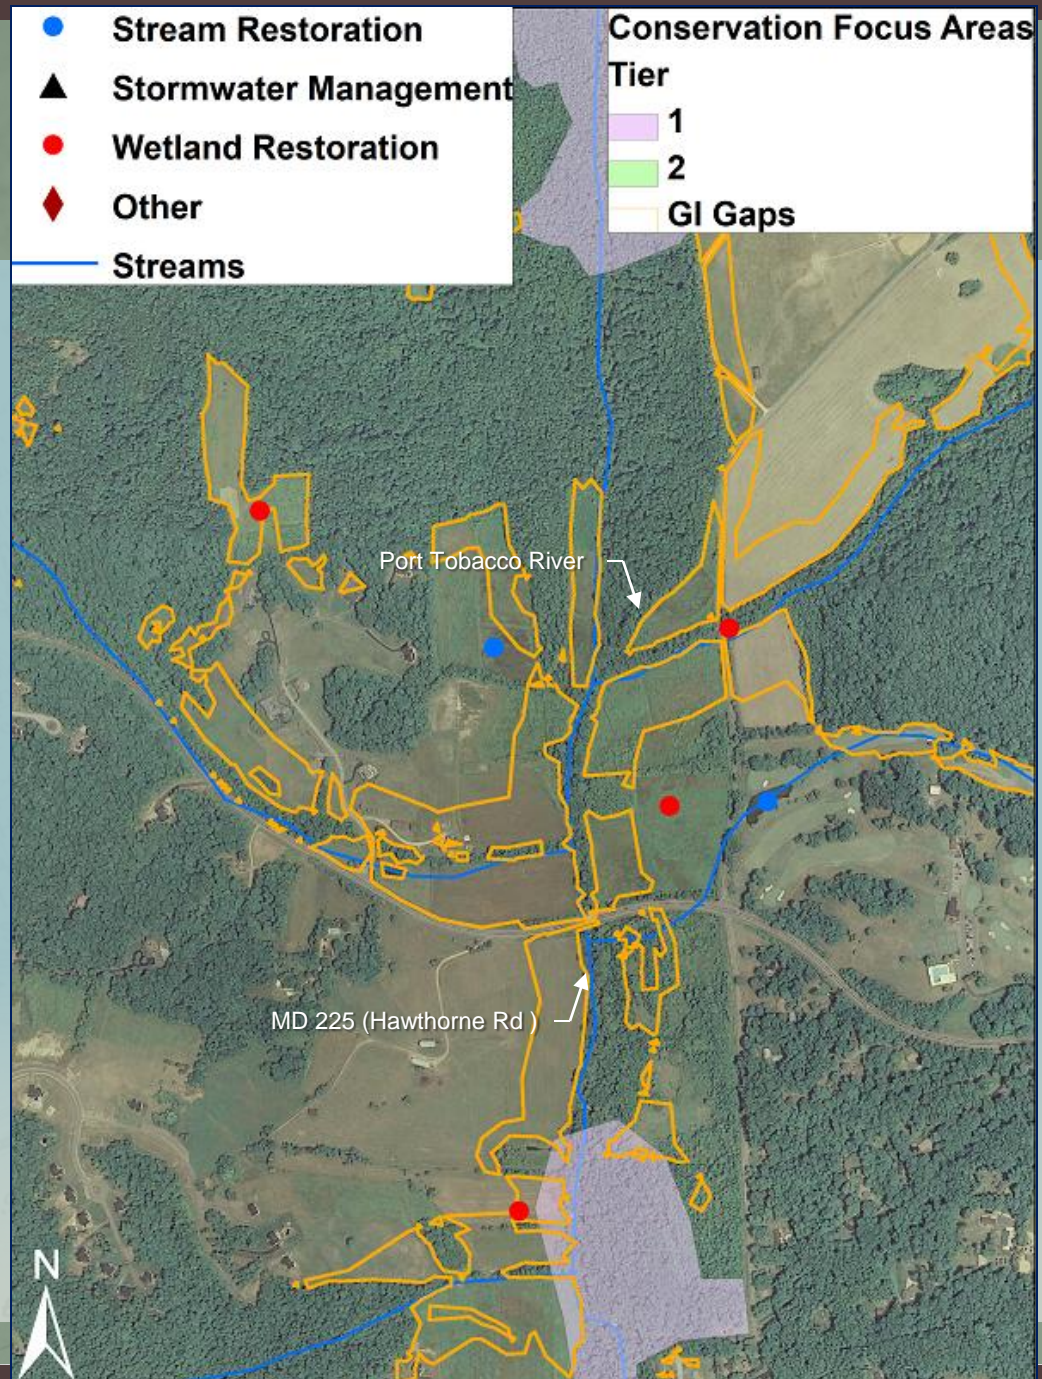 Stream Restoration
Stormwater Management
Wetland Restoration
Other
Streams
Conservation Focus Areas
Tier
1
2
GI Gaps
Port Tobacco River
MD 225 (Hawthorne Rd )
N